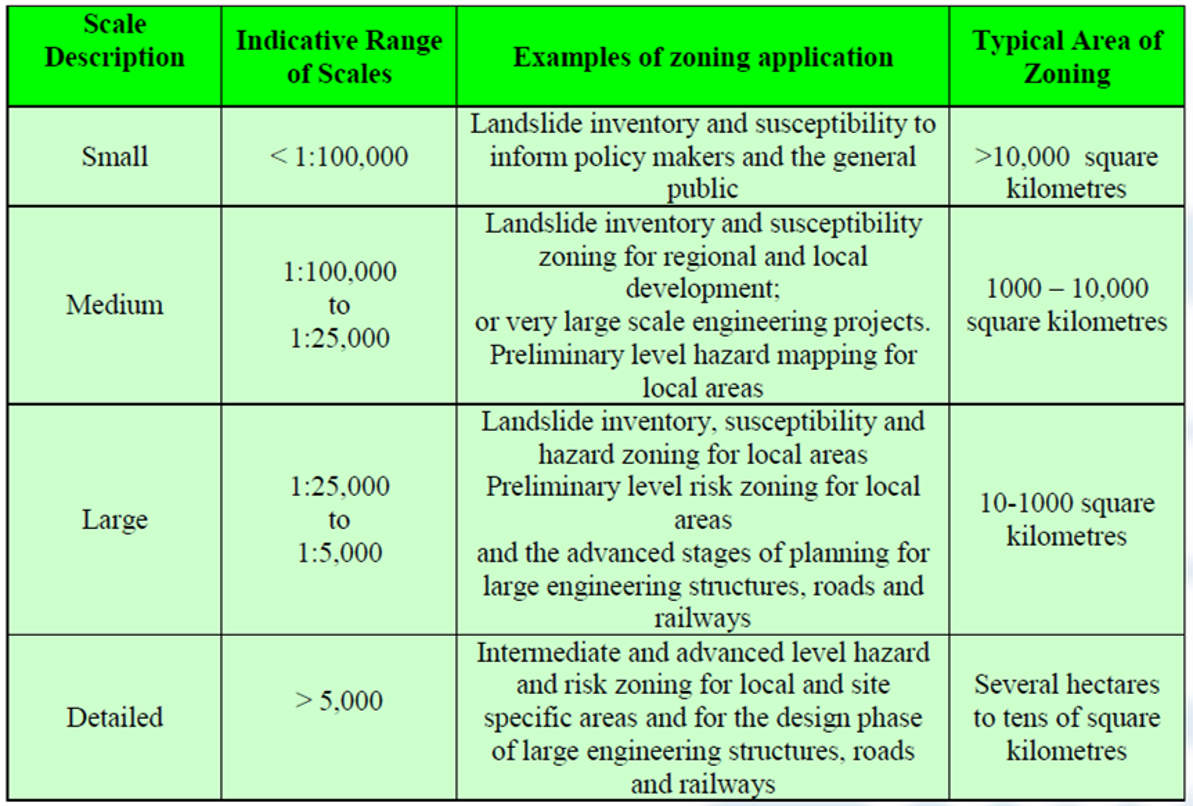 Scale
Description
Indicative Range
of Scales
Examples of zoning application
Typical Area of
Zoning
Small
< 1:100,000
Landslide inventory and susceptibility to
inform policy makers and the general
public
>10,000 square
kilometres
Medium
1:100,000
to
1:25,000
Landslide inventory and susceptibility
zoning for regional and local
development;
or very large scale engineering projects.
Preliminary level hazard mapping for
local areas
1000 – 10,000
square kilometres
Large
1:25,000
to
1:5,000
Landslide inventory, susceptibility and
hazard zoning for local areas
Preliminary level risk zoning for local
areas
and the advanced stages of planning for
large engineering structures, roads and
railways
10-1000 square
kilometres
Detailed
> 5,000
Intermediate and advanced level hazard
and risk zoning for local and site
specific areas and for the design phase
of large engineering structures, roads
and railways
Several hectares
to tens of square
kilometres